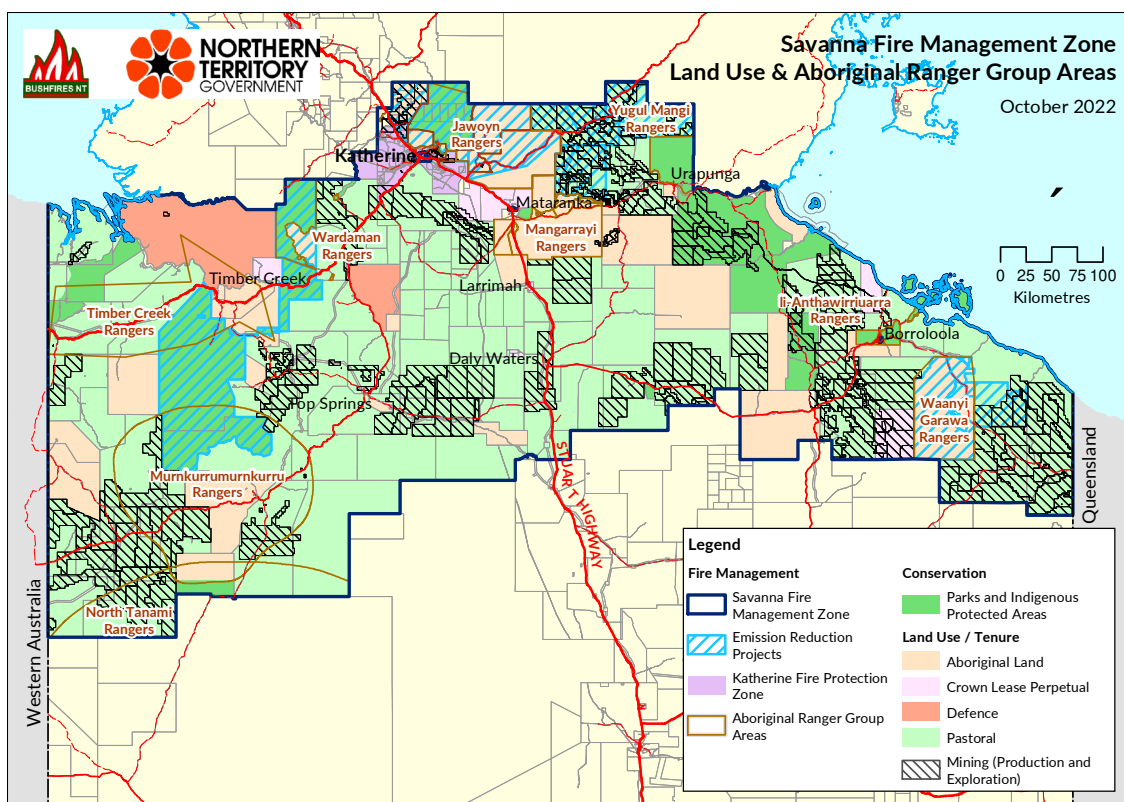 BUSHFIRES NT
NORTHERN
TERRITORY
GOVERNMENT
Savanna Fire Management Zone
Land Use & Aboriginal Ranger Group Areas
October 2022
Yugul Mangi
Rangers
Jawoyn
Rangers
Katherine
Urapunga
Mataranka
Mangarrayi
Rangers
Wardaman
Rangers
Timber Creek
Larrimah
0 25 50 75 100
Kilometres
Timber Creek
Rangers
li-Anthawirriuarra
Rangers
Borroloola
Daly Waters
Top Springs
Waanyi
Garawa
Rangers
Murnkurrumurnkurru
Rangers
STUART HIGHWAY
North Tanami
Rangers
Western Australia
Queensland
Legend
Fire Management
Savanna Fire
Management Zone
Emission Reduction
Projects
Katherine Fire Protection
Zone
Aboriginal Ranger Group
Areas
Conservation
Parks and Indigenous
Protected Areas
Land Use / Tenure
Aboriginal Land
Crown Lease Perpetual
Defence
Pastoral
Mining (Production and
Exploration)